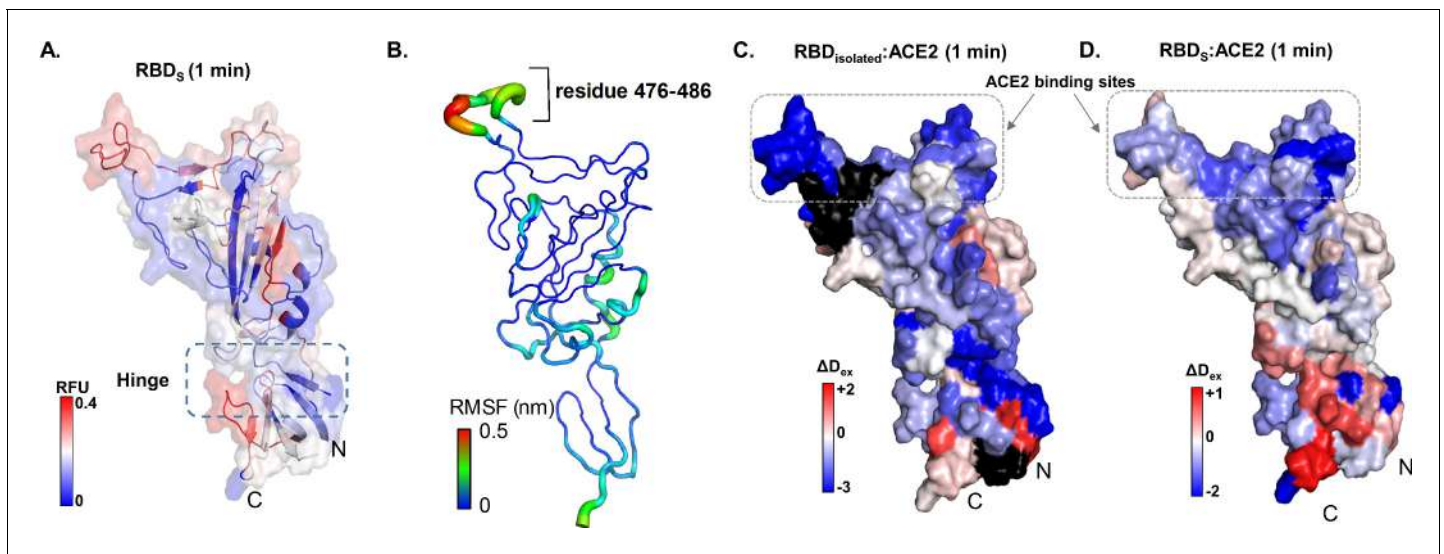 A.
RBDS (1 min)
Hinge
RFU
0.4
0
N
C
B.
residue 476-486
RMSF (nm)
0.5
0
C.
RBDisolated:ACE2 (1 min)
ACE2 binding sites
ΔDex
+2
0
-3
N
C
D.
RBDS:ACE2 (1 min)
ΔDex
+1
0
-2
N
C